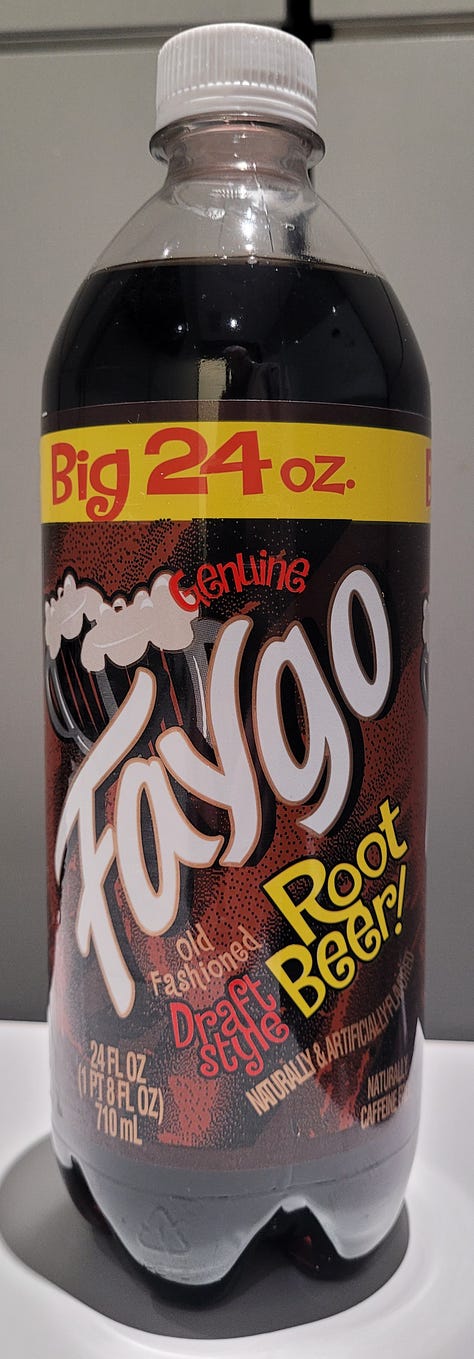 Big 24 oz.
Genuine
Faygo
Root
Beer!
Old
Fashioned
Draft
Style
NATURALLY & ARTIFICIALLY FLAVORED
24 FL OZ
(1 PT 8 FL OZ)
710 mL
NATURALLY
CAFFEINE